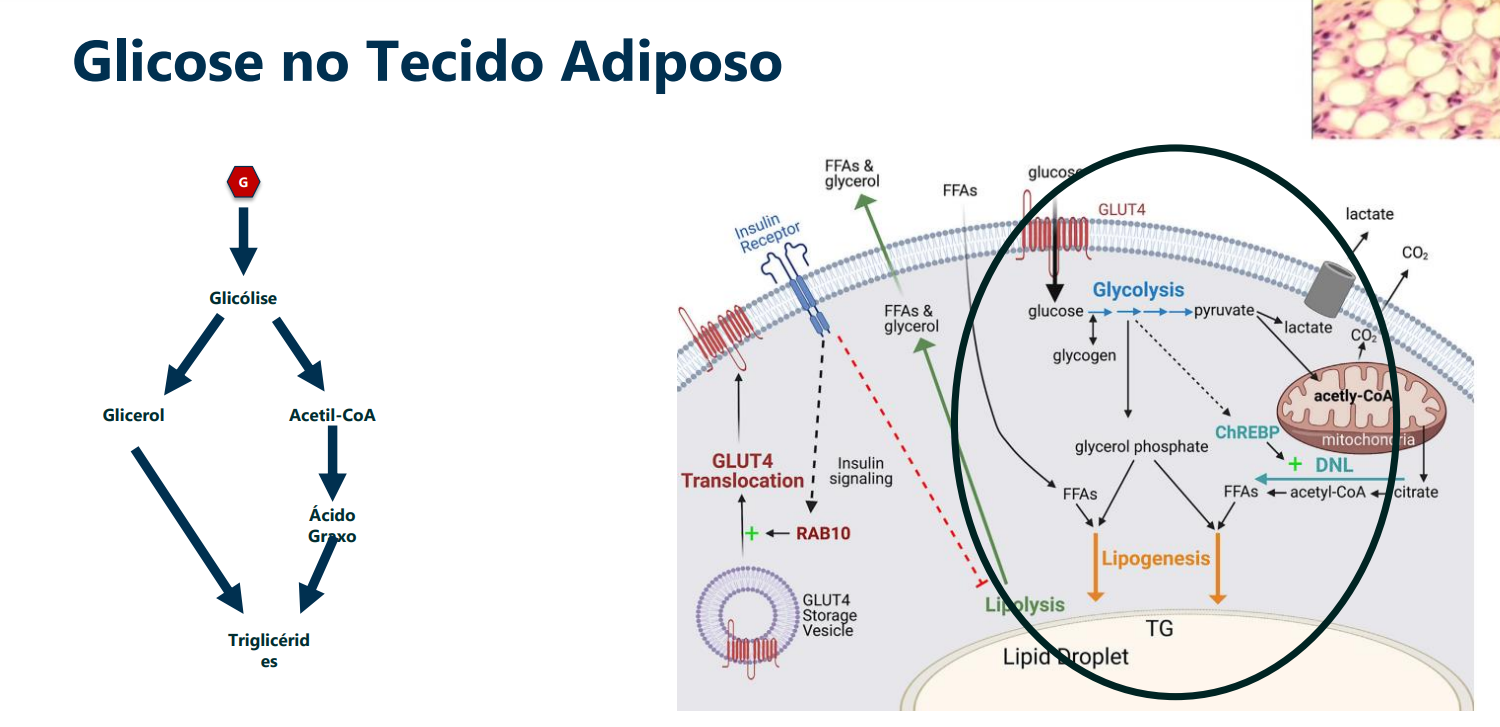 Glicose no Tecido Adiposo
G
Glicólise
Glicerol
Acetil-CoA
Ácido
Graxo
Triglicérid
es
FFAs &
glycerol
FFAs
glucose
GLUT4
lactate
CO₂
Insulin
Receptor
FFAs &
glycerol
Glycolysis
glucose
pyruvate
lactate
CO₂
glycogen
acetly-CoA
mitochondria
ChREBP
glycerol phosphate
+ DNL
GLUT4
Translocation
Insulin
signaling
FFAs
FFAs
acetyl-CoA
citrate
+
RAB10
Lipogenesis
GLUT4
Storage
Vesicle
Lipolysis
TG
Lipid Droplet